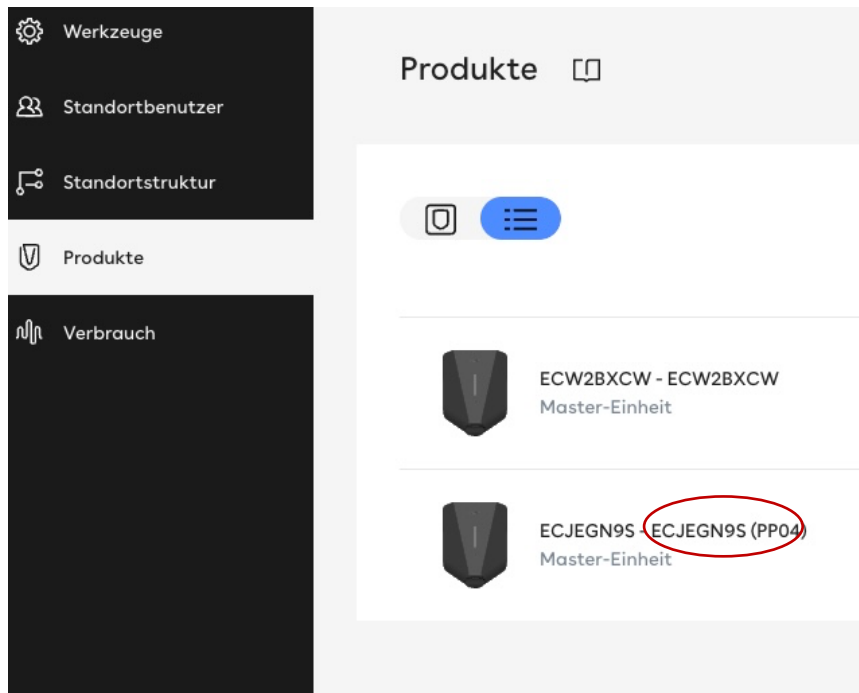 Werkzeuge
Standortbenutzer
Standortstruktur
Produkte
Verbrauch
Produkte
ECW2BXCW - ECW2BXCW
Master-Einheit
ECJEGN9S - ECJEGN9S (PP04)
Master-Einheit